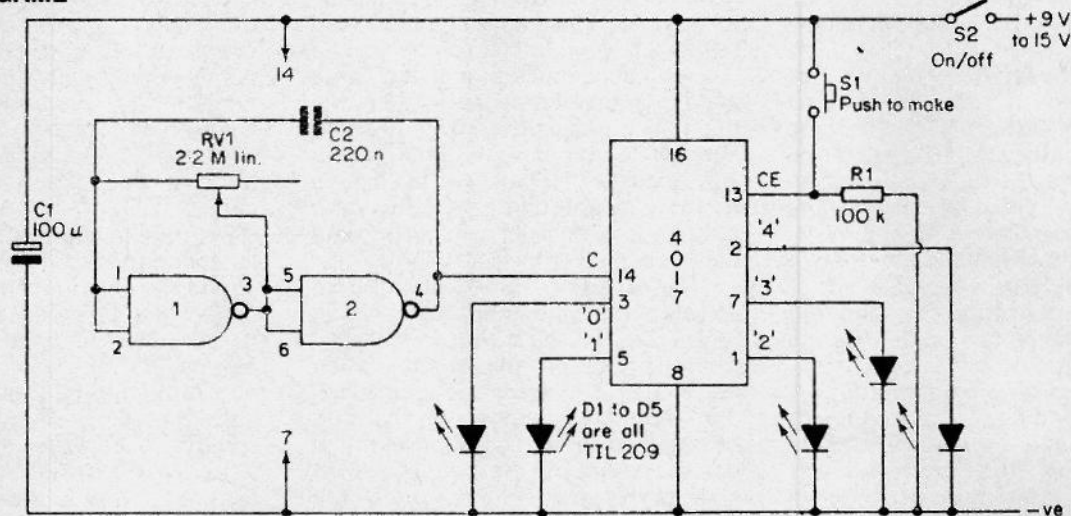 +9 V
to 15 V
S2
On/off
14
S1
Push to make
C2
220 n
RV1
2·2 M lin.
16
CE
13
R1
100 k
C1
100 µ
'4'
2
4
0
1
7
C
14
1
3
5
4
'3'
7
3
'0'
1
2
2
6
'1'
5
8
'2'
1
D1 to D5
are all
TIL 209
7
–ve